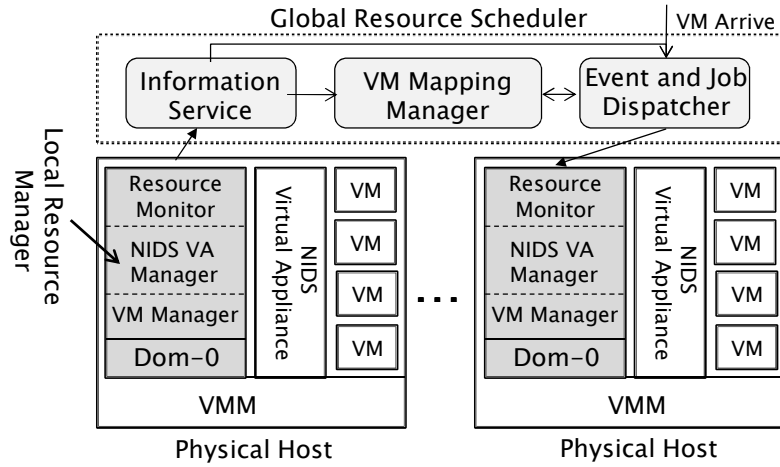 Global Resource Scheduler
VM Arrive
Information
Service
VM Mapping
Manager
Event and Job
Dispatcher
Local Resource
Manager
Resource
Monitor
NIDS VA
Manager
VM Manager
Dom-0
NIDS
Virtual Appliance
VM
VM
VM
VM
VMM
Physical Host
...
Resource
Monitor
NIDS VA
Manager
VM Manager
Dom-0
NIDS
Virtual Appliance
VM
VM
VM
VM
VMM
Physical Host